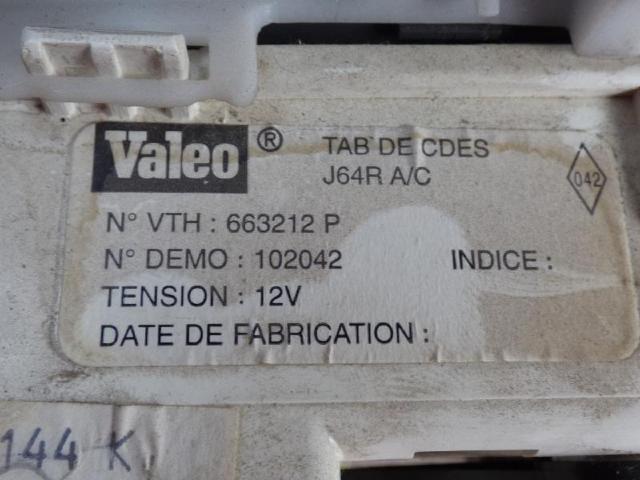 Valeo ® TAB DE CDES
J64R A/C
042
N° VTH : 663212 P
N° DEMO : 102042 INDICE :
TENSION : 12V
DATE DE FABRICATION :
144 K